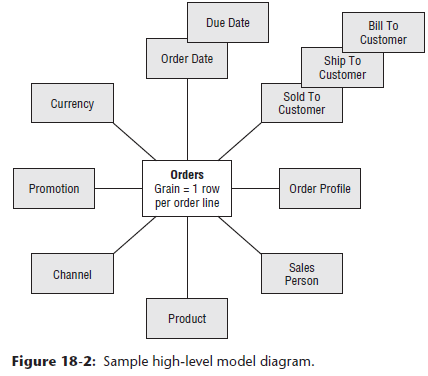 Due Date
Bill To
Customer
Order Date
Ship To
Customer
Currency
Sold To
Customer
Orders
Grain = 1 row
per order line
Promotion
Order Profile
Channel
Sales
Person
Product
Figure 18-2: Sample high-level model diagram.